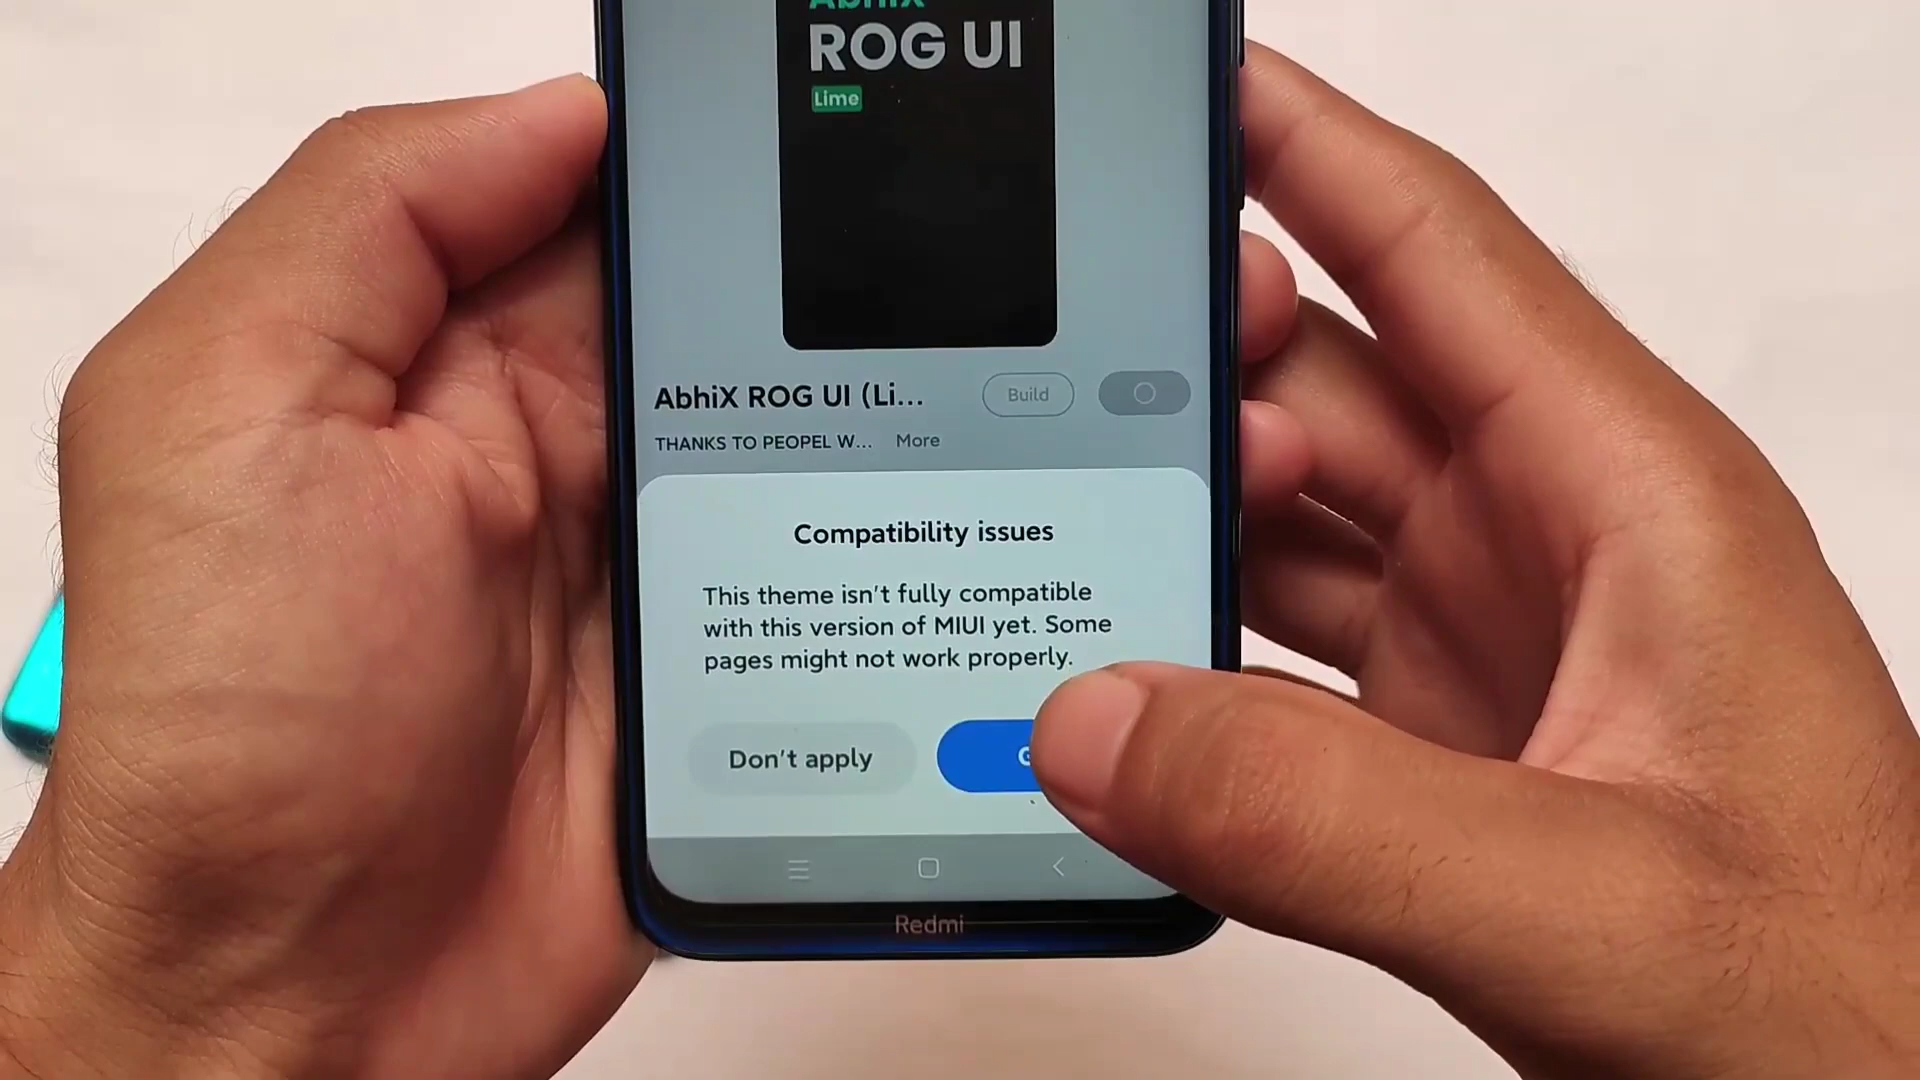 AbhiX
ROG UI
Lime
AbhiX ROG UI (Li...
Build
THANKS TO PEOPEL W...
More
Compatibility issues
This theme isn't fully compatible
with this version of MIUI yet. Some
pages might not work properly.
Don't apply
Redmi